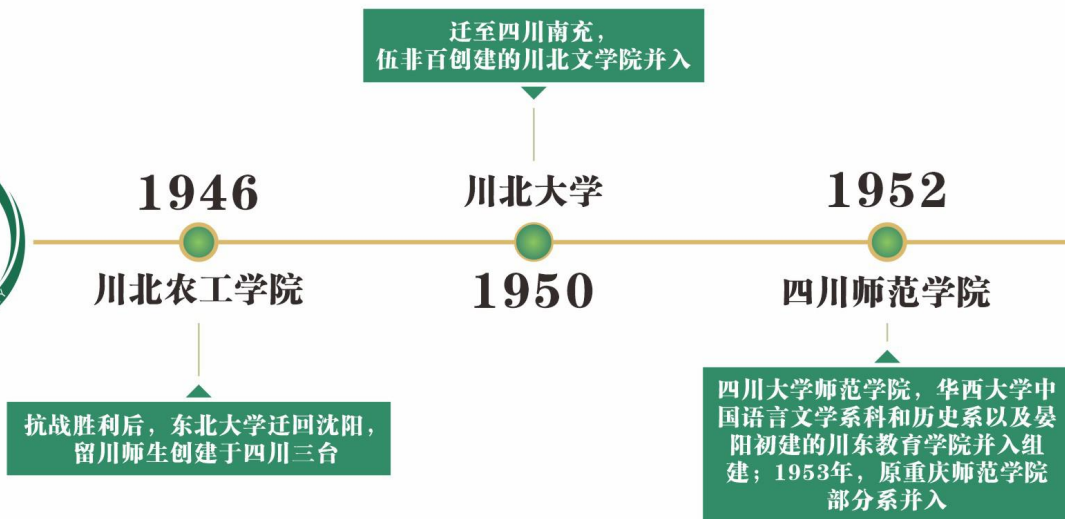 迁至四川南充，
伍非百创建的川北文学院并入
1946
川北大学
1952
川北农工学院
1950
四川师范学院
抗战胜利后，东北大学迁回沈阳，
留川师生创建于四川三台
四川大学师范学院，华西大学中
国语言文学系科和历史系以及晏
阳初建的川东教育学院并入组
建；1953年，原重庆师范学院
部分系并入